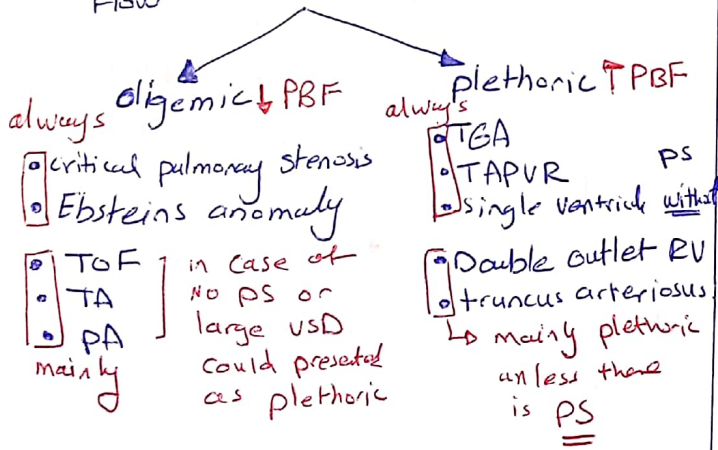 Flow
oligemic ↓ PBF
always
critical pulmonary stenosis
Ebsteins anomaly
TOF
TA
PA
mainly
in case of
NO PS or
large VSD
could presented
as plethoric
plethoric ↑ PBF
always
TGA
TAPVR
PS
single ventricle without
Double outlet RV
truncus arteriosus
↳ mainly plethoric
unless there
is PS